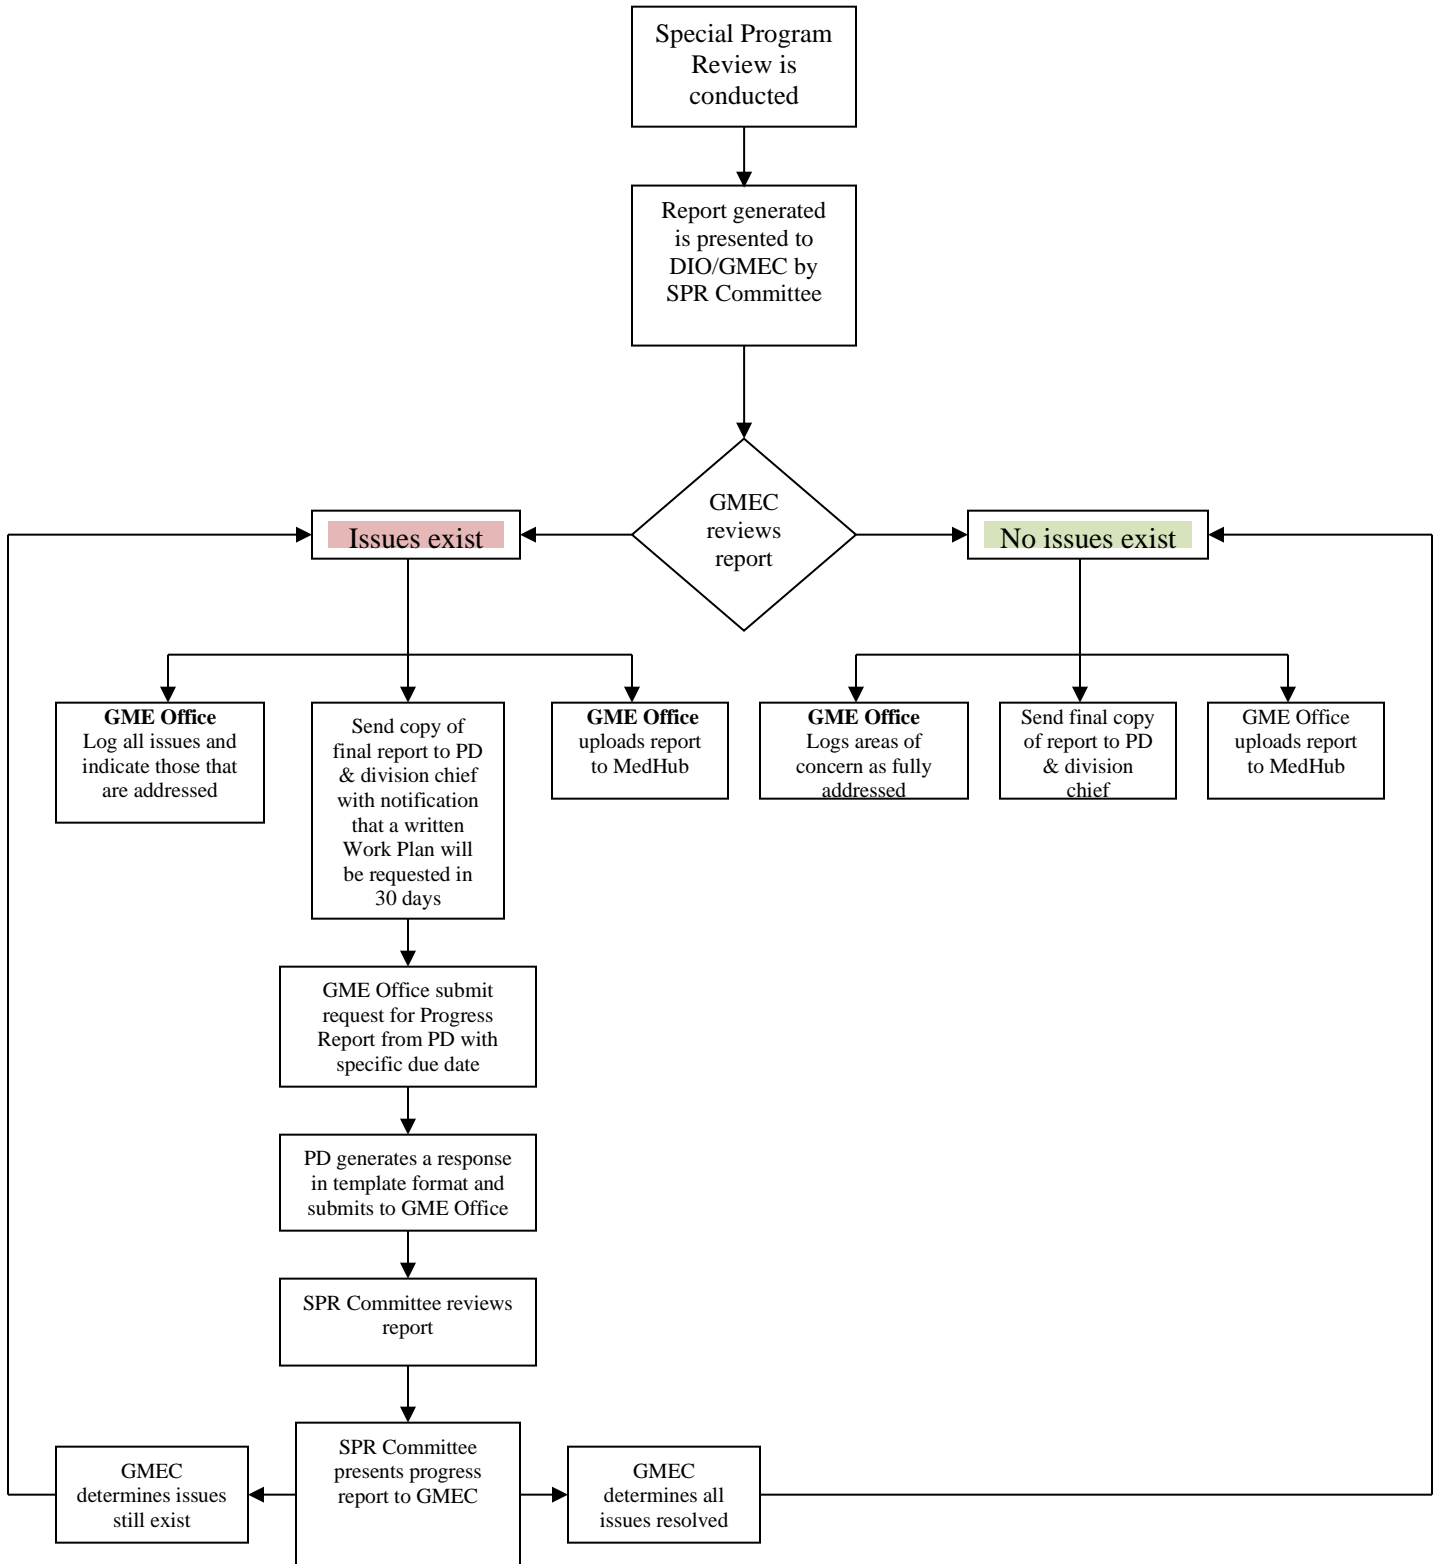 Special Program
Review is
conducted
Report generated
is presented to
DIO/GMEC by
SPR Committee
GMEC
reviews
report
Issues exist
No issues exist
GME Office
Log all issues and
indicate those that
are addressed
Send copy of
final report to PD
& division chief
with notification
that a written
Work Plan will
be requested in
30 days
GME Office
uploads report
to MedHub
GME Office
Logs areas of
concern as fully
addressed
Send final copy
of report to PD
& division
chief
GME Office
uploads report
to MedHub
GME Office submit
request for Progress
Report from PD with
specific due date
PD generates a response
in template format and
submits to GME Office
SPR Committee reviews
report
GMEC
determines issues
still exist
SPR Committee
presents progress
report to GMEC
GMEC
determines all
issues resolved